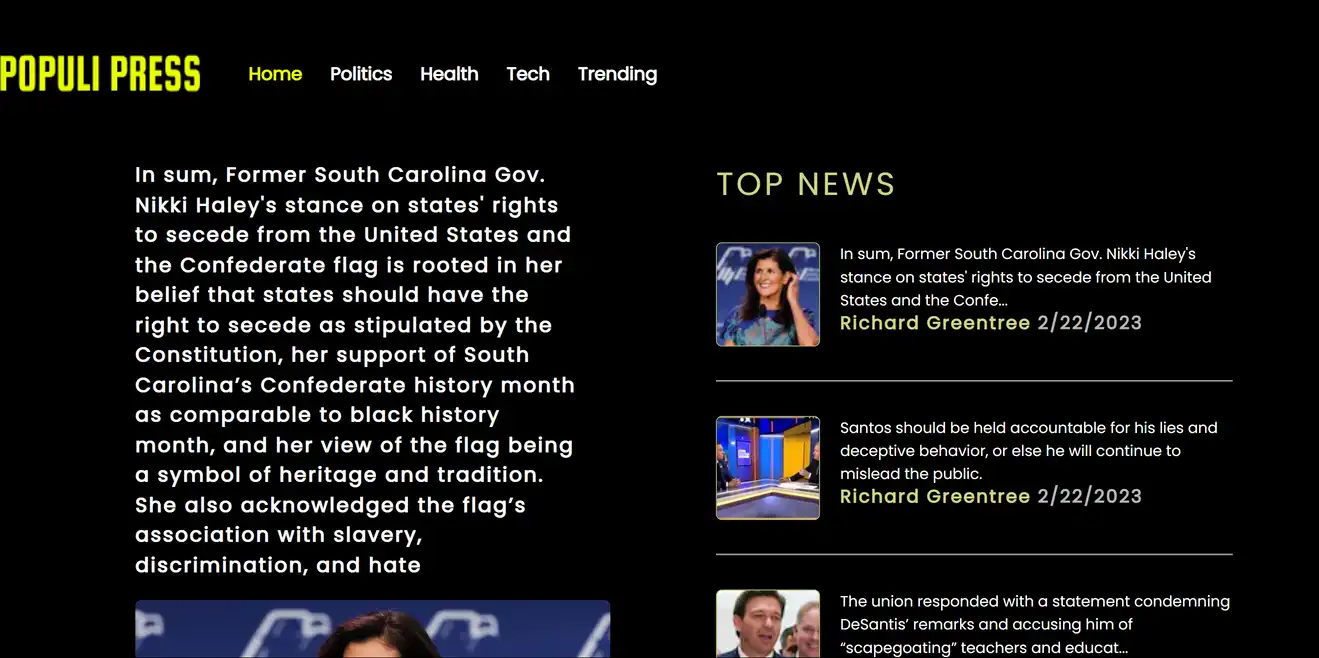 POPULI PRESS
Home Politics Health Tech Trending
In sum, Former South Carolina Gov.
Nikki Haley's stance on states' rights
to secede from the United States and
the Confederate flag is rooted in her
belief that states should have the
right to secede as stipulated by the
Constitution, her support of South
Carolina’s Confederate history month
as comparable to black history
month, and her view of the flag being
a symbol of heritage and tradition.
She also acknowledged the flag’s
association with slavery,
discrimination, and hate
TOP NEWS
In sum, Former South Carolina Gov. Nikki Haley's
stance on states' rights to secede from the United
States and the Confe...
Richard Greentree 2/22/2023
Santos should be held accountable for his lies and
deceptive behavior, or else he will continue to
mislead the public.
Richard Greentree 2/22/2023
The union responded with a statement condemning
DeSantis’ remarks and accusing him of
“scapegoating” teachers and educat...